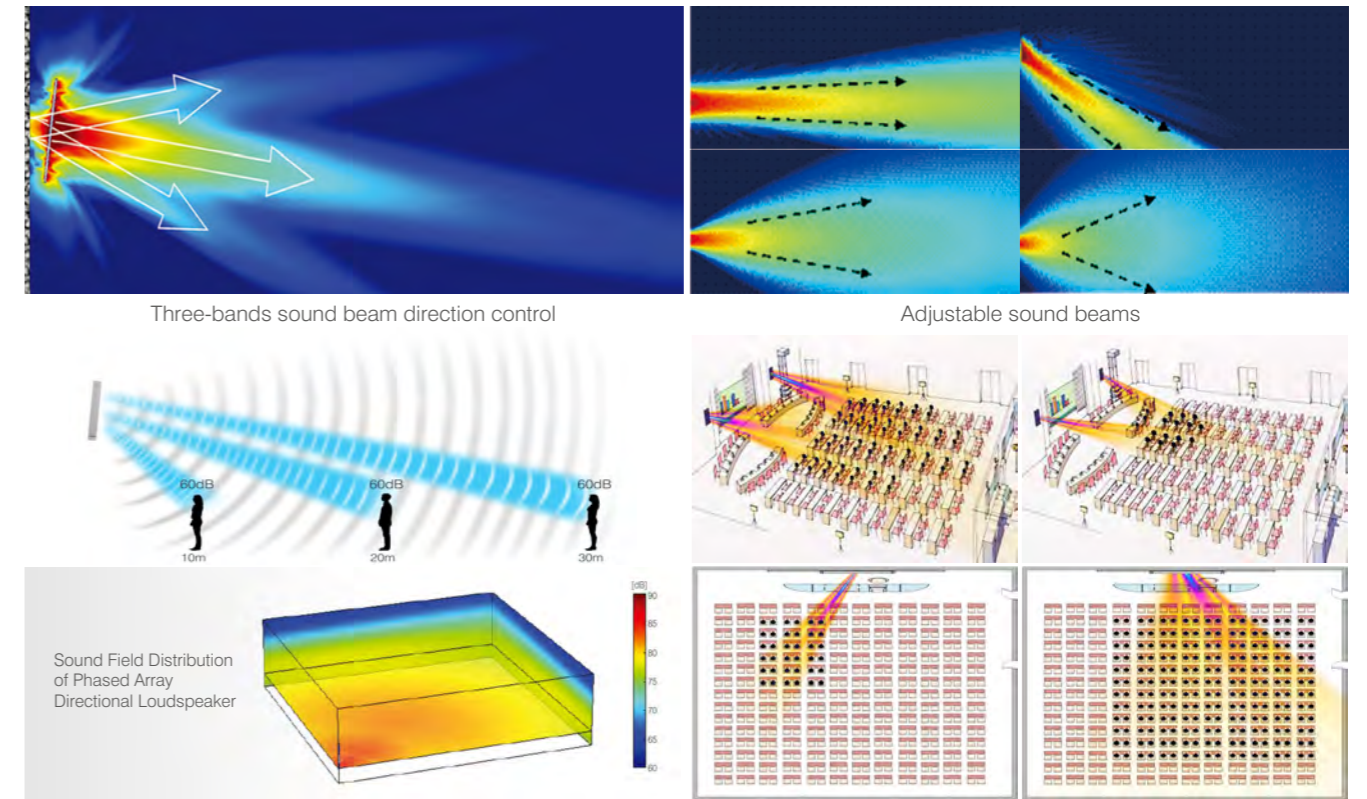 Three-bands sound beam direction control
Adjustable sound beams
60dB
60dB
60dB
10m
20m
30m
Sound Field Distribution
of Phased Array
Directional Loudspeaker
[dB]
90
85
80
75
70
65
60